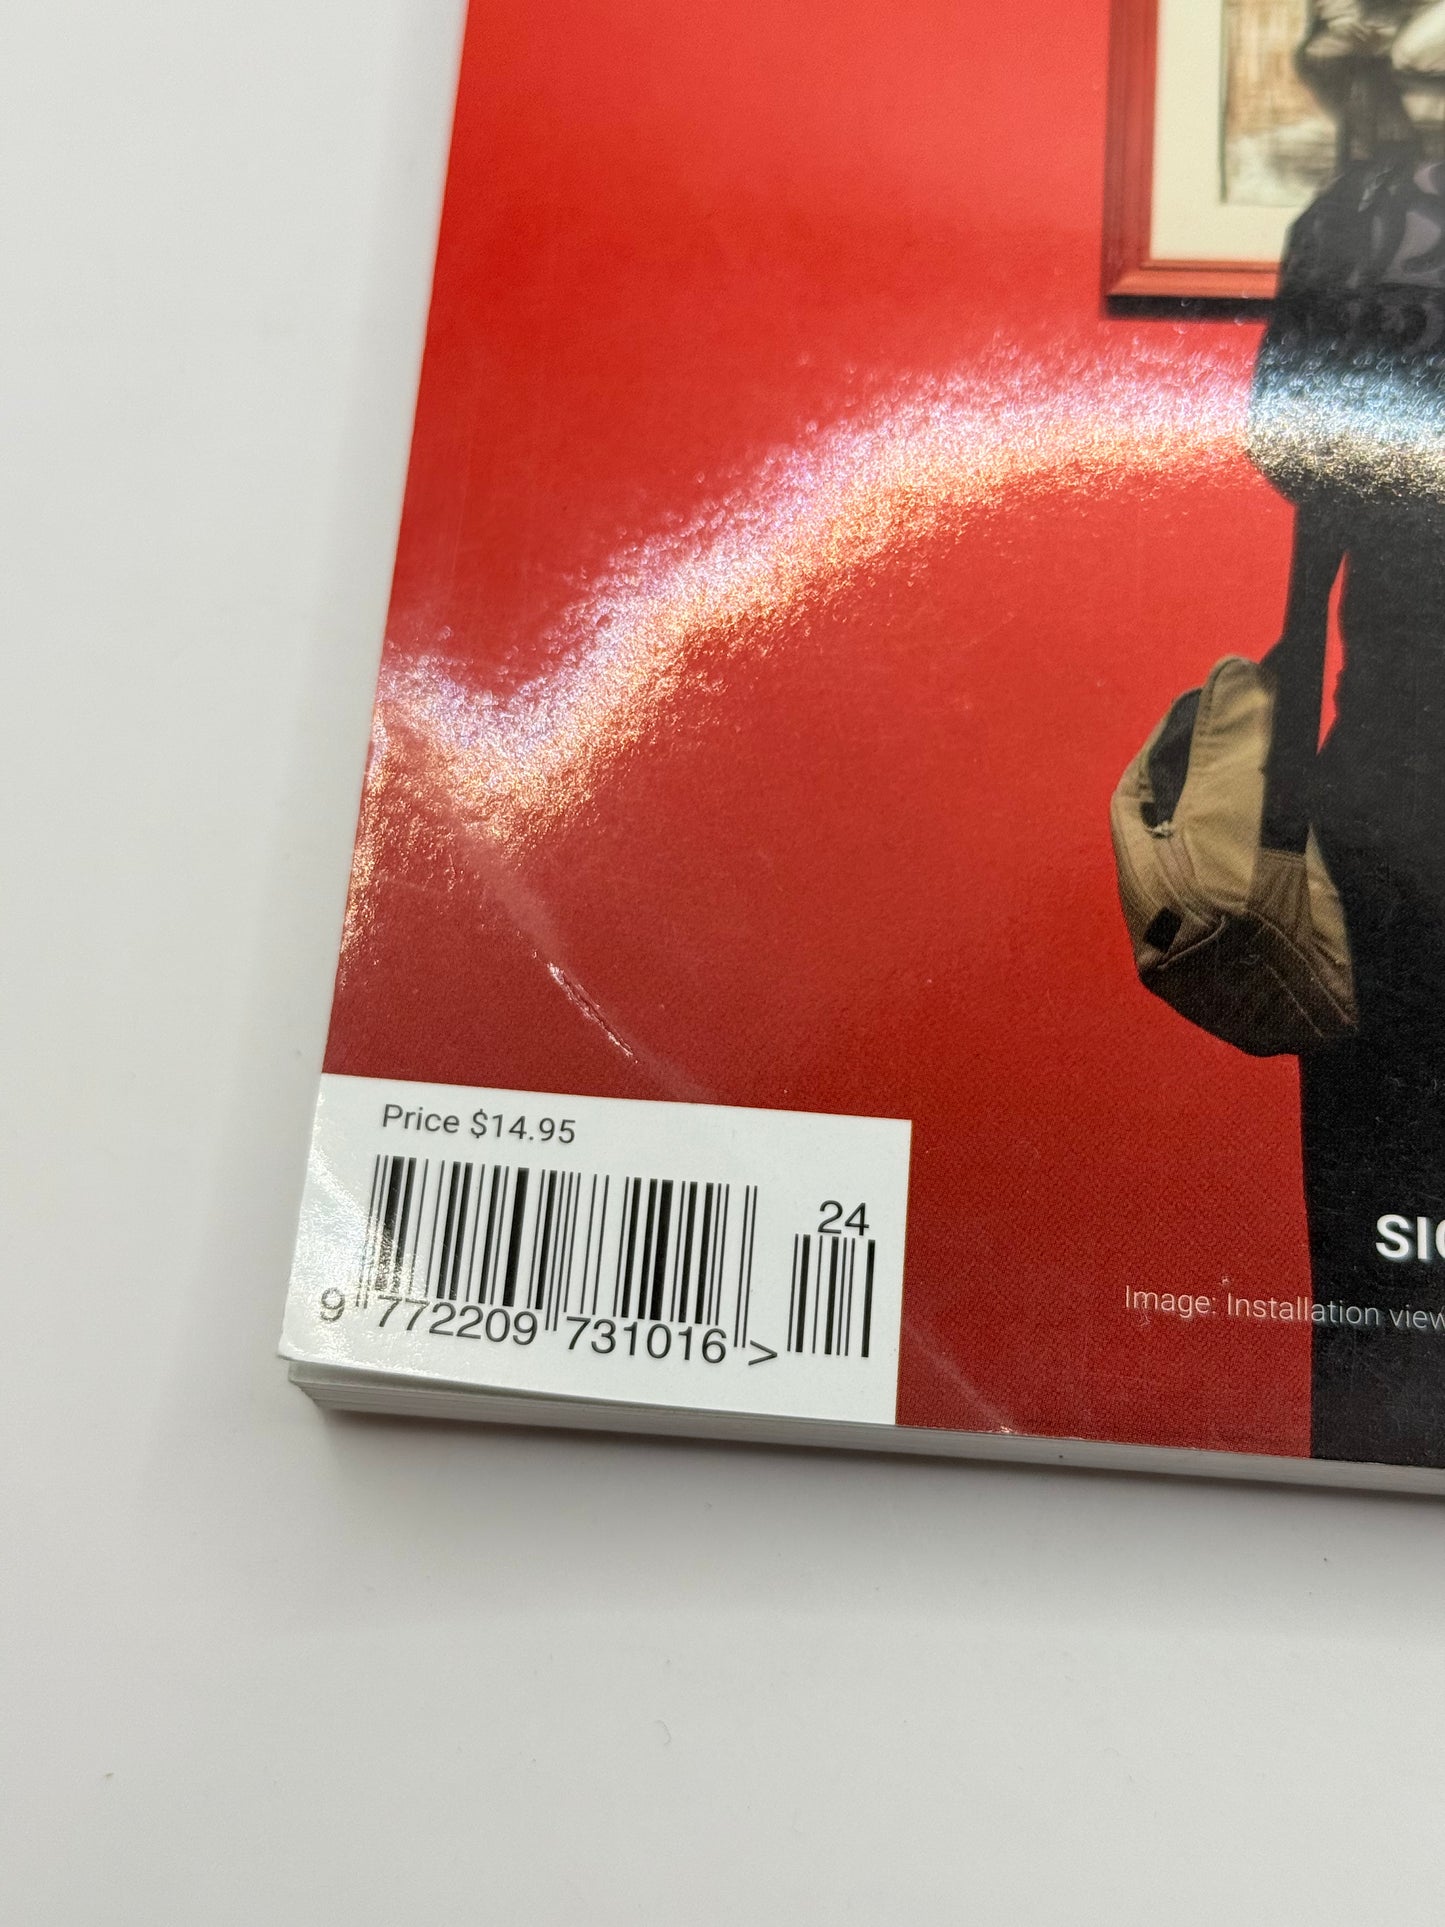 Price $14.95
24
9 772209 731016 >
Image: Installation view